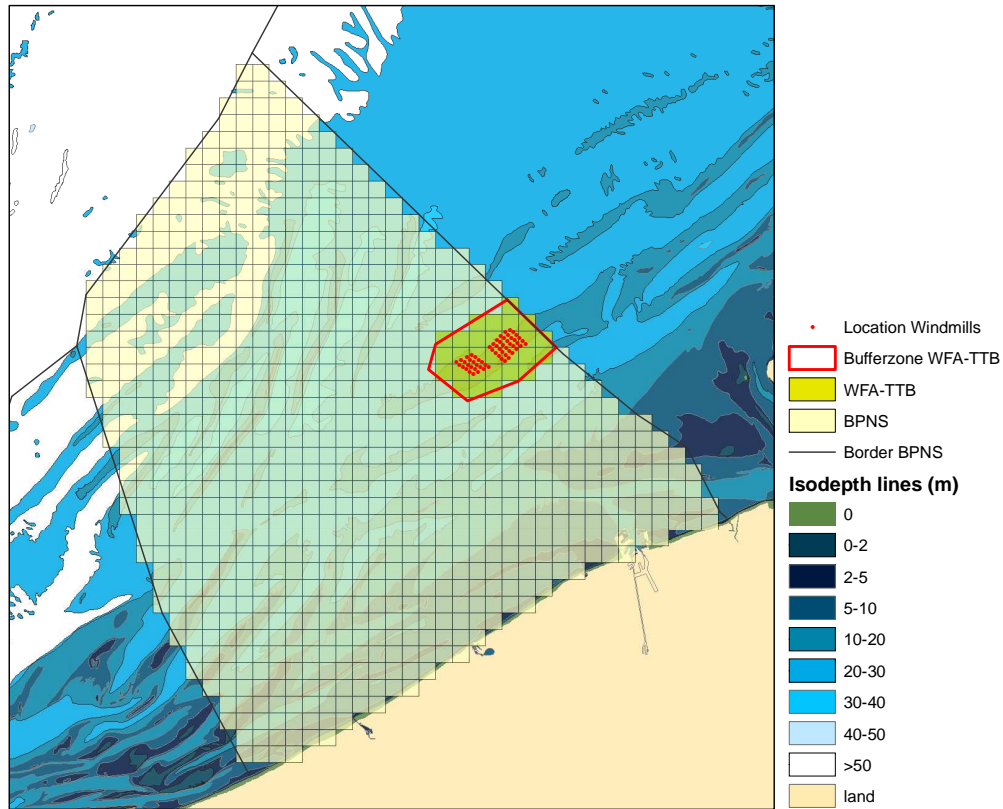 Location Windmills
Bufferzone WFA-TTB
WFA-TTB
BPNS
Border BPNS
Isodepth lines (m)
0
0-2
2-5
5-10
10-20
20-30
30-40
40-50
>50
land